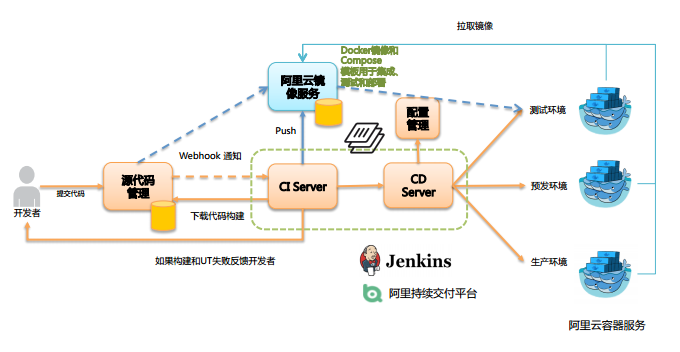 拉取镜像
Docker镜像和
Compose
模板用于集成、
测试和部署
阿里云镜
像服务
测试环境
配置
管理
Push
Webhook 通知
源代码
管理
提交代码
CI Server
CD
Server
预发环境
开发者
下载代码构建
如果构建和UT失败反馈开发者
Jenkins
生产环境
阿里持续交付平台
阿里云容器服务